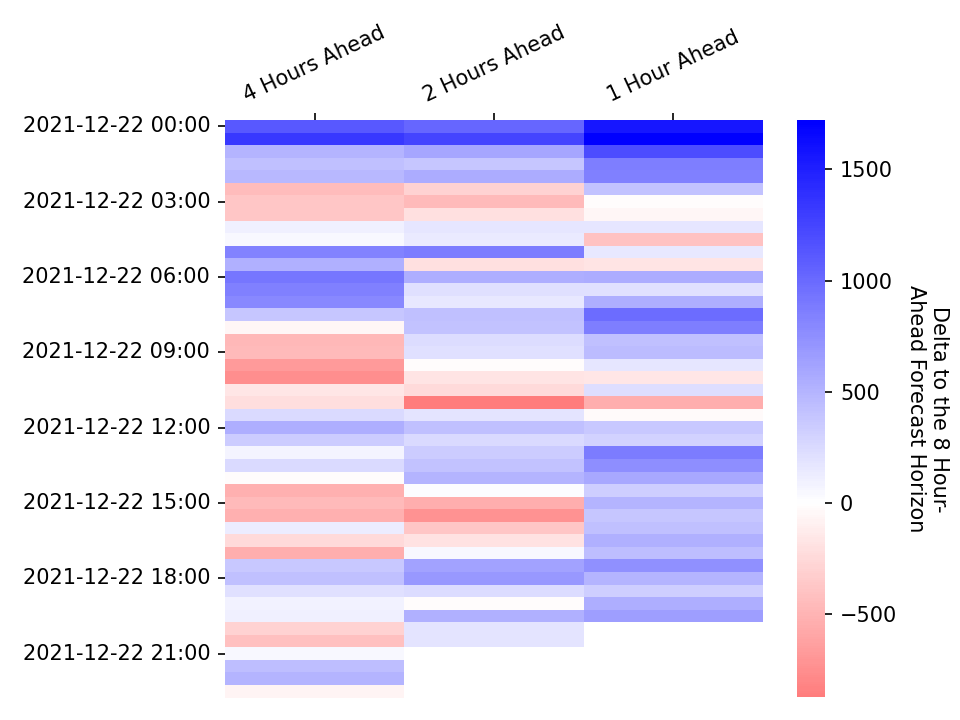 4 Hours Ahead
2 Hours Ahead
1 Hour Ahead
2021-12-22 00:00
2021-12-22 03:00
2021-12-22 06:00
2021-12-22 09:00
2021-12-22 12:00
2021-12-22 15:00
2021-12-22 18:00
2021-12-22 21:00
1500
1000
500
0
−500
Delta to the 8 Hour-
Ahead Forecast Horizon